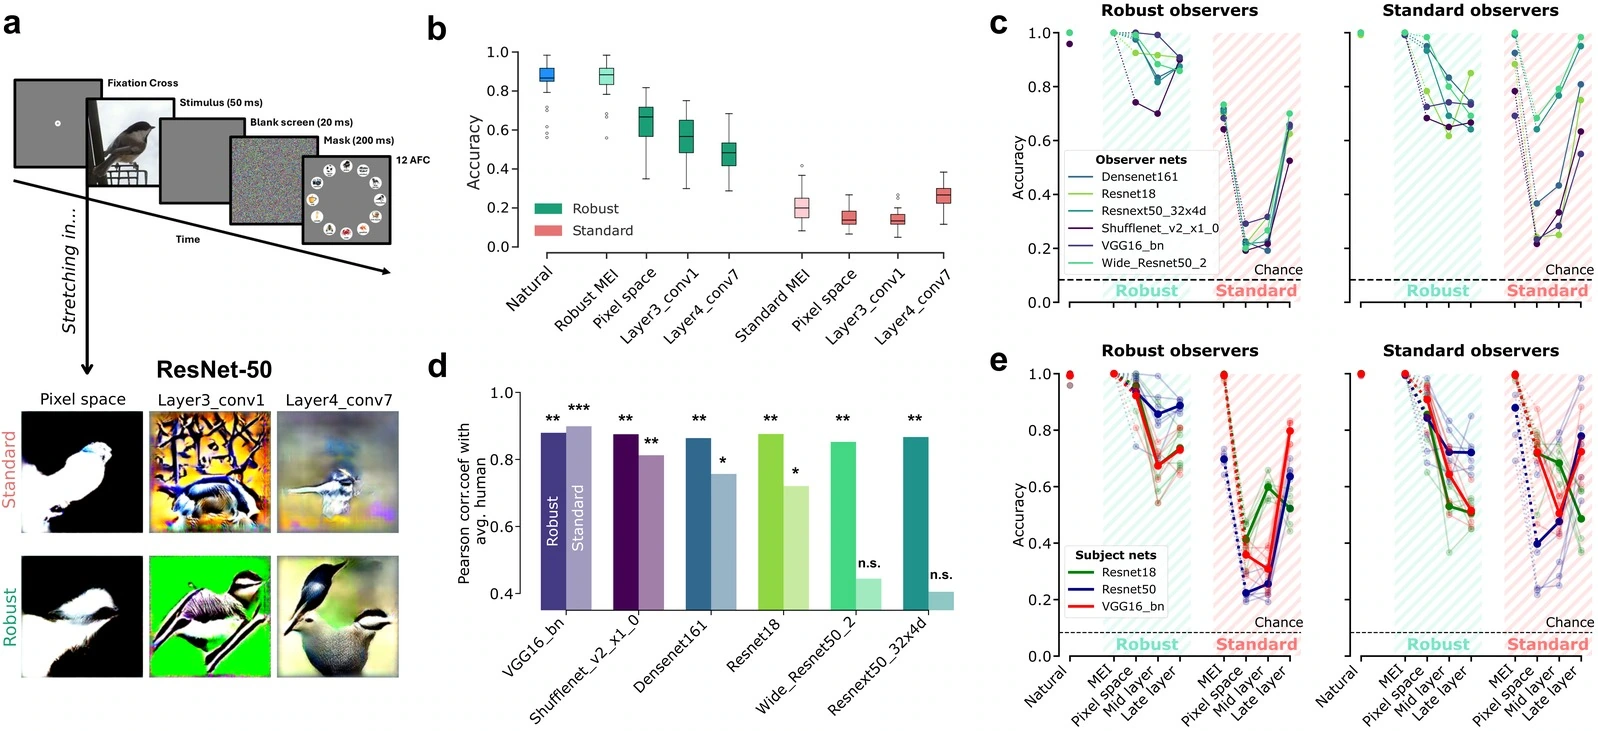 a
Fixation Cross
Stimulus (50 ms)
Blank screen (20 ms)
Mask (200 ms)
12 AFC
Time
Stretching in...
ResNet-50
Pixel space
Layer3_conv1
Layer4_conv7
Standard
Robust
b
Accuracy
1.0
0.8
0.6
0.4
0.2
0.0
Robust
Standard
Natural
Robust MEI
Pixel space
Layer3_conv1
Layer4_conv7
Standard MEI
Pixel space
Layer3_conv1
Layer4_conv7
c
Robust observers
Standard observers
Accuracy
1.0
0.8
0.6
0.4
0.2
0.0
Observer nets
Densenet161
Resnet18
Resnext50_32x4d
Shufflenet_v2_x1_0
VGG16_bn
Wide_Resnet50_2
Chance
Robust
Standard
Chance
Robust
Standard
d
Pearson corr.coef with
avg. human
1.0
0.8
0.6
0.4
**
***
**
**
**
*
**
*
**
n.s.
**
n.s.
Robust
Standard
VGG16_bn
Shufflenet_v2_x1_0
Densenet161
Resnet18
Wide_Resnet50_2
Resnext50_32x4d
e
Robust observers
Standard observers
Accuracy
1.0
0.8
0.6
0.4
0.2
0.0
Subject nets
Resnet18
Resnet50
VGG16_bn
Chance
Robust
Standard
Chance
Robust
Standard
Natural
MEI
Pixel space
Mid layer
Late layer
MEI
Pixel space
Mid layer
Late layer
Natural
MEI
Pixel space
Mid layer
Late layer
MEI
Pixel space
Mid layer
Late layer